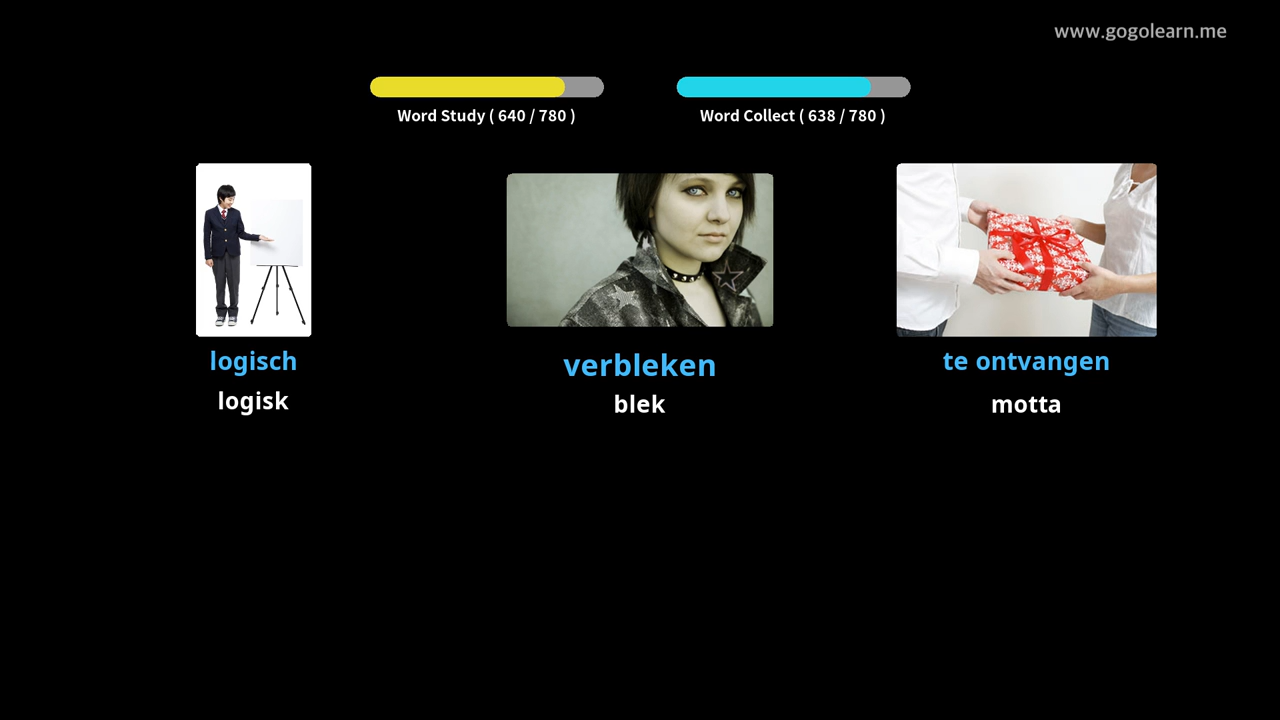 www.gogolearn.me
Word Study ( 640 / 780 )
Word Collect ( 638 / 780 )
logisch
logisk
verbleken
blek
te ontvangen
motta